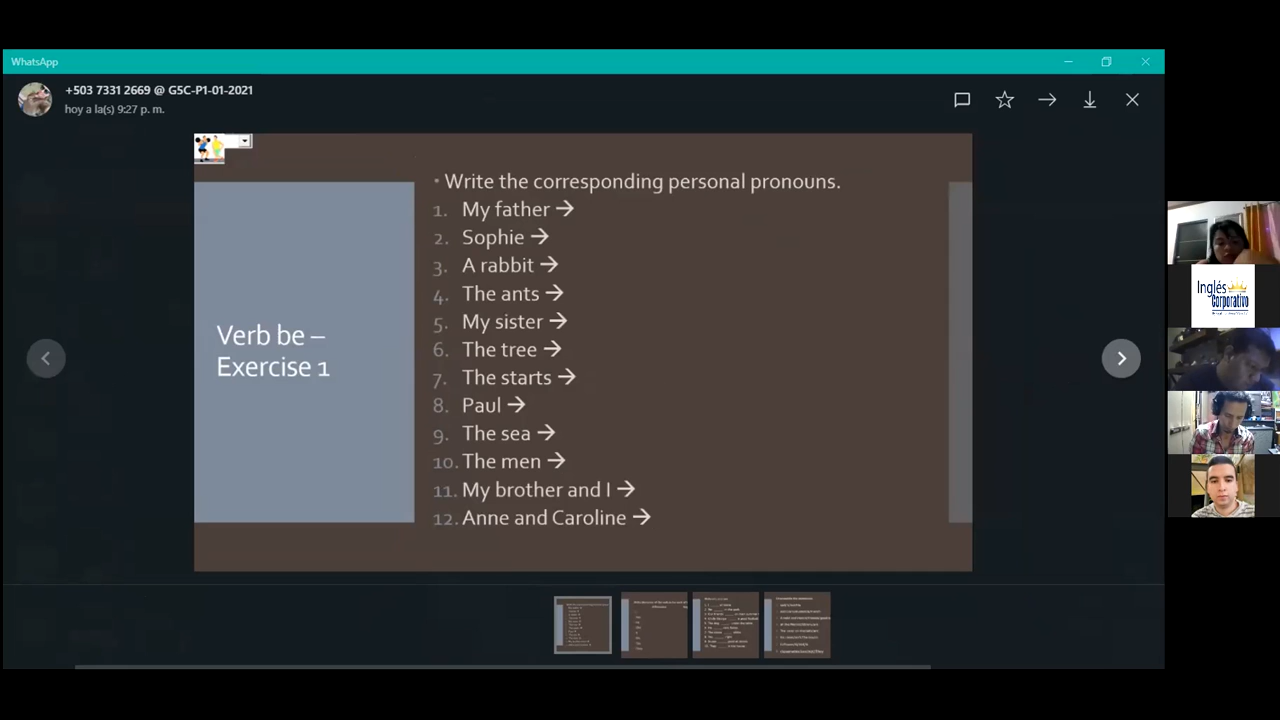 WhatsApp
+503 7331 2669 @ G5C-P1-01-2021
hoy a la(s) 9:27 p. m.
Verb be –
Exercise 1
▪ Write the corresponding personal pronouns.
1. My father →
2. Sophie →
3. A rabbit →
4. The ants →
5. My sister →
6. The tree →
7. The starts →
8. Paul →
9. The sea →
10. The men →
11. My brother and I →
12. Anne and Caroline →
Inglés
Corporativo